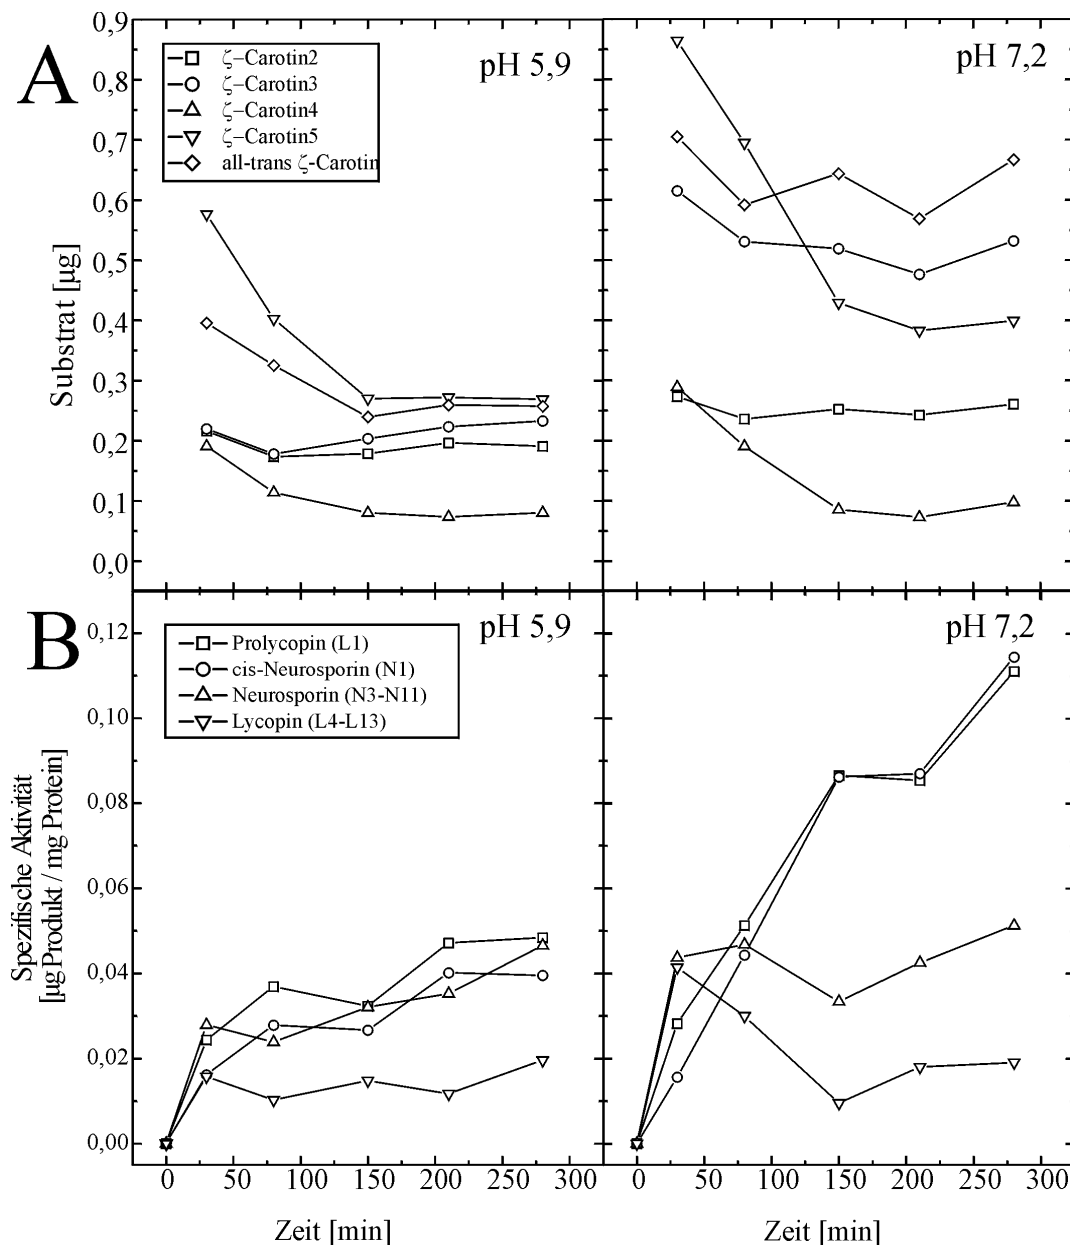 A
pH 5,9
pH 7,2
ζ−Carotin2
ζ−Carotin3
ζ−Carotin4
ζ−Carotin5
all-trans ζ-Carotin
0,9
0,8
0,7
0,6
0,5
0,4
0,3
0,2
0,1
0,0
Substrat [µg]
B
pH 5,9
pH 7,2
Prolycopin (L1)
cis-Neurosporin (N1)
Neurosporin (N3-N11)
Lycopin (L4-L13)
0,12
0,10
0,08
0,06
0,04
0,02
0,00
Spezifische Aktivität
[µg Produkt / mg Protein]
0 50 100 150 200 250 300
0 50 100 150 200 250 300
Zeit [min]
Zeit [min]